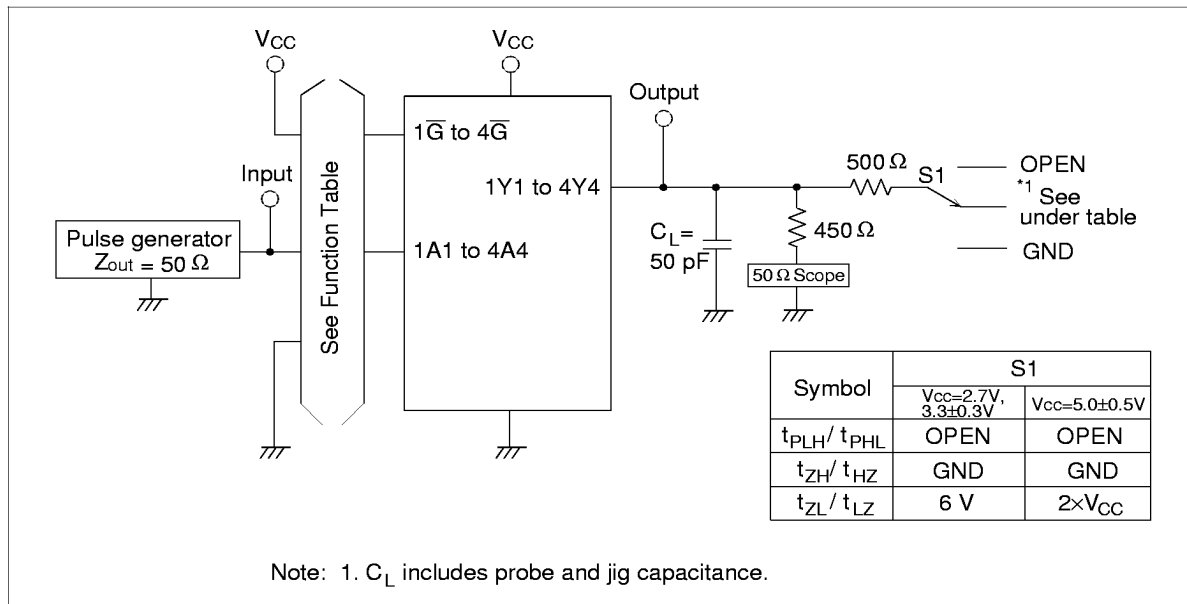 VCC
VCC
Output
Input
Pulse generator
Zout = 50 Ω
See Function Table
1G̅ to 4G̅
1Y1 to 4Y4
1A1 to 4A4
CL=
50 pF
450 Ω
50 Ω Scope
500 Ω
S1
OPEN
*1 See
under table
GND
Symbol
S1
Vcc=2.7V,
3.3±0.3V
Vcc=5.0±0.5V
tPLH/ tPHL
OPEN
OPEN
tZH/ tHZ
GND
GND
tZL/ tLZ
6 V
2×VCC
Note: 1. CL includes probe and jig capacitance.